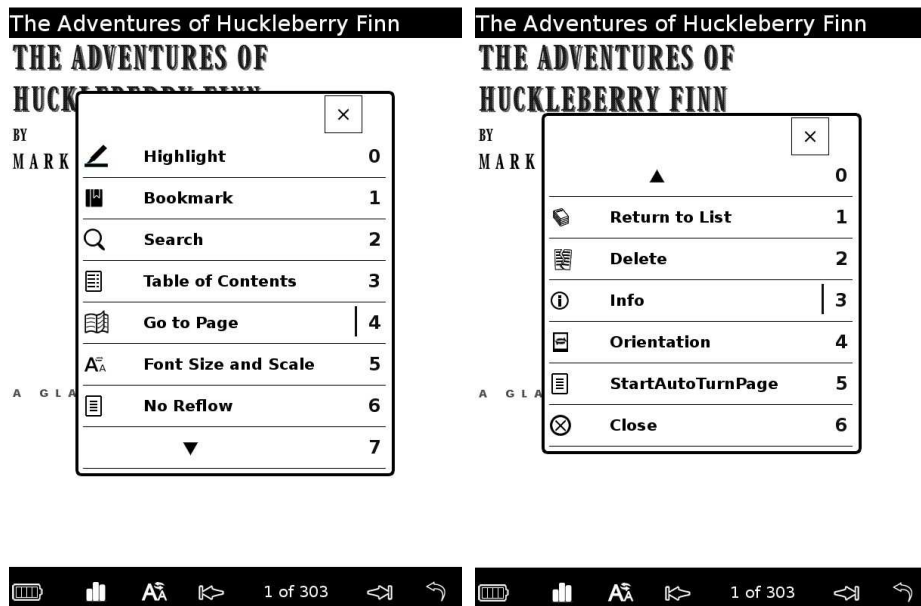 The Adventures of Huckleberry Finn
THE ADVENTURES OF
HUCKLEBERRY FINN
BY
MARK
Highlight 0
Bookmark 1
Search 2
Table of Contents 3
Go to Page 4
Font Size and Scale 5
No Reflow 6
7
A GLA
1 of 303
The Adventures of Huckleberry Finn
THE ADVENTURES OF
HUCKLEBERRY FINN
BY
MARK
0
Return to List 1
Delete 2
Info 3
Orientation 4
StartAutoTurnPage 5
Close 6
A GLA
1 of 303